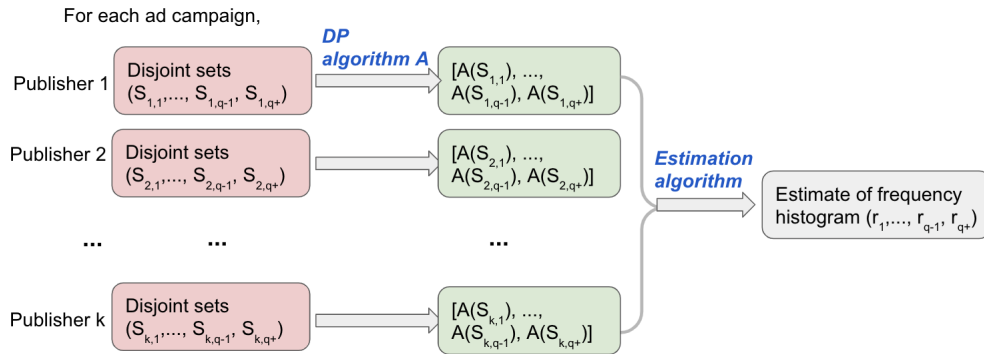 For each ad campaign,
DP
algorithm A
Publisher 1
Disjoint sets
(S1,1,..., S1,q-1, S1,q+)
[A(S1,1), ...,
A(S1,q-1), A(S1,q+)]
Publisher 2
Disjoint sets
(S2,1,..., S2,q-1, S2,q+)
[A(S2,1), ...,
A(S2,q-1), A(S2,q+)]
Estimation
algorithm
Estimate of frequency
histogram (r1,..., rq-1, rq+)
... ... ...
Publisher k
Disjoint sets
(Sk,1,..., Sk,q-1, Sk,q+)
[A(Sk,1), ...,
A(Sk,q-1), A(Sk,q+)]